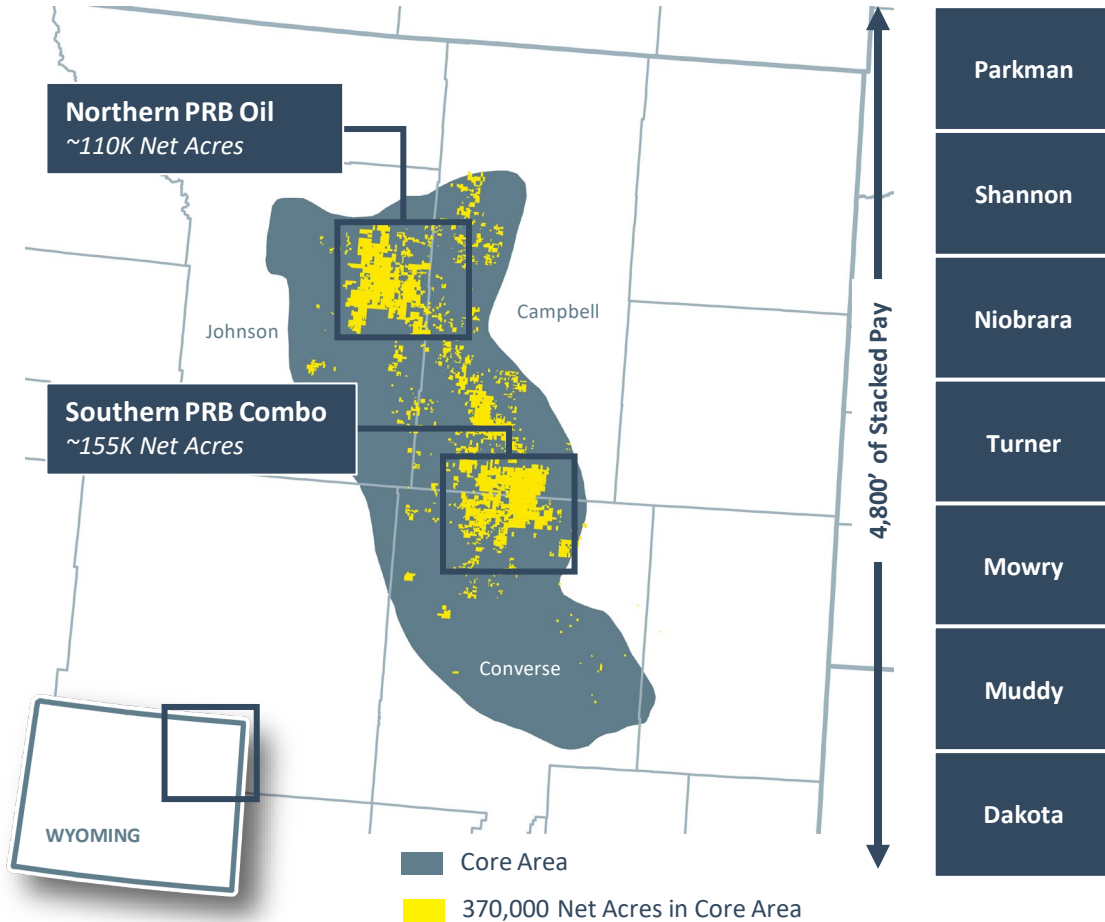 Northern PRB Oil
~110K Net Acres
Johnson
Campbell
Southern PRB Combo
~155K Net Acres
Converse
WYOMING
Core Area
370,000 Net Acres in Core Area
4,800’ of Stacked Pay
Parkman
Shannon
Niobrara
Turner
Mowry
Muddy
Dakota